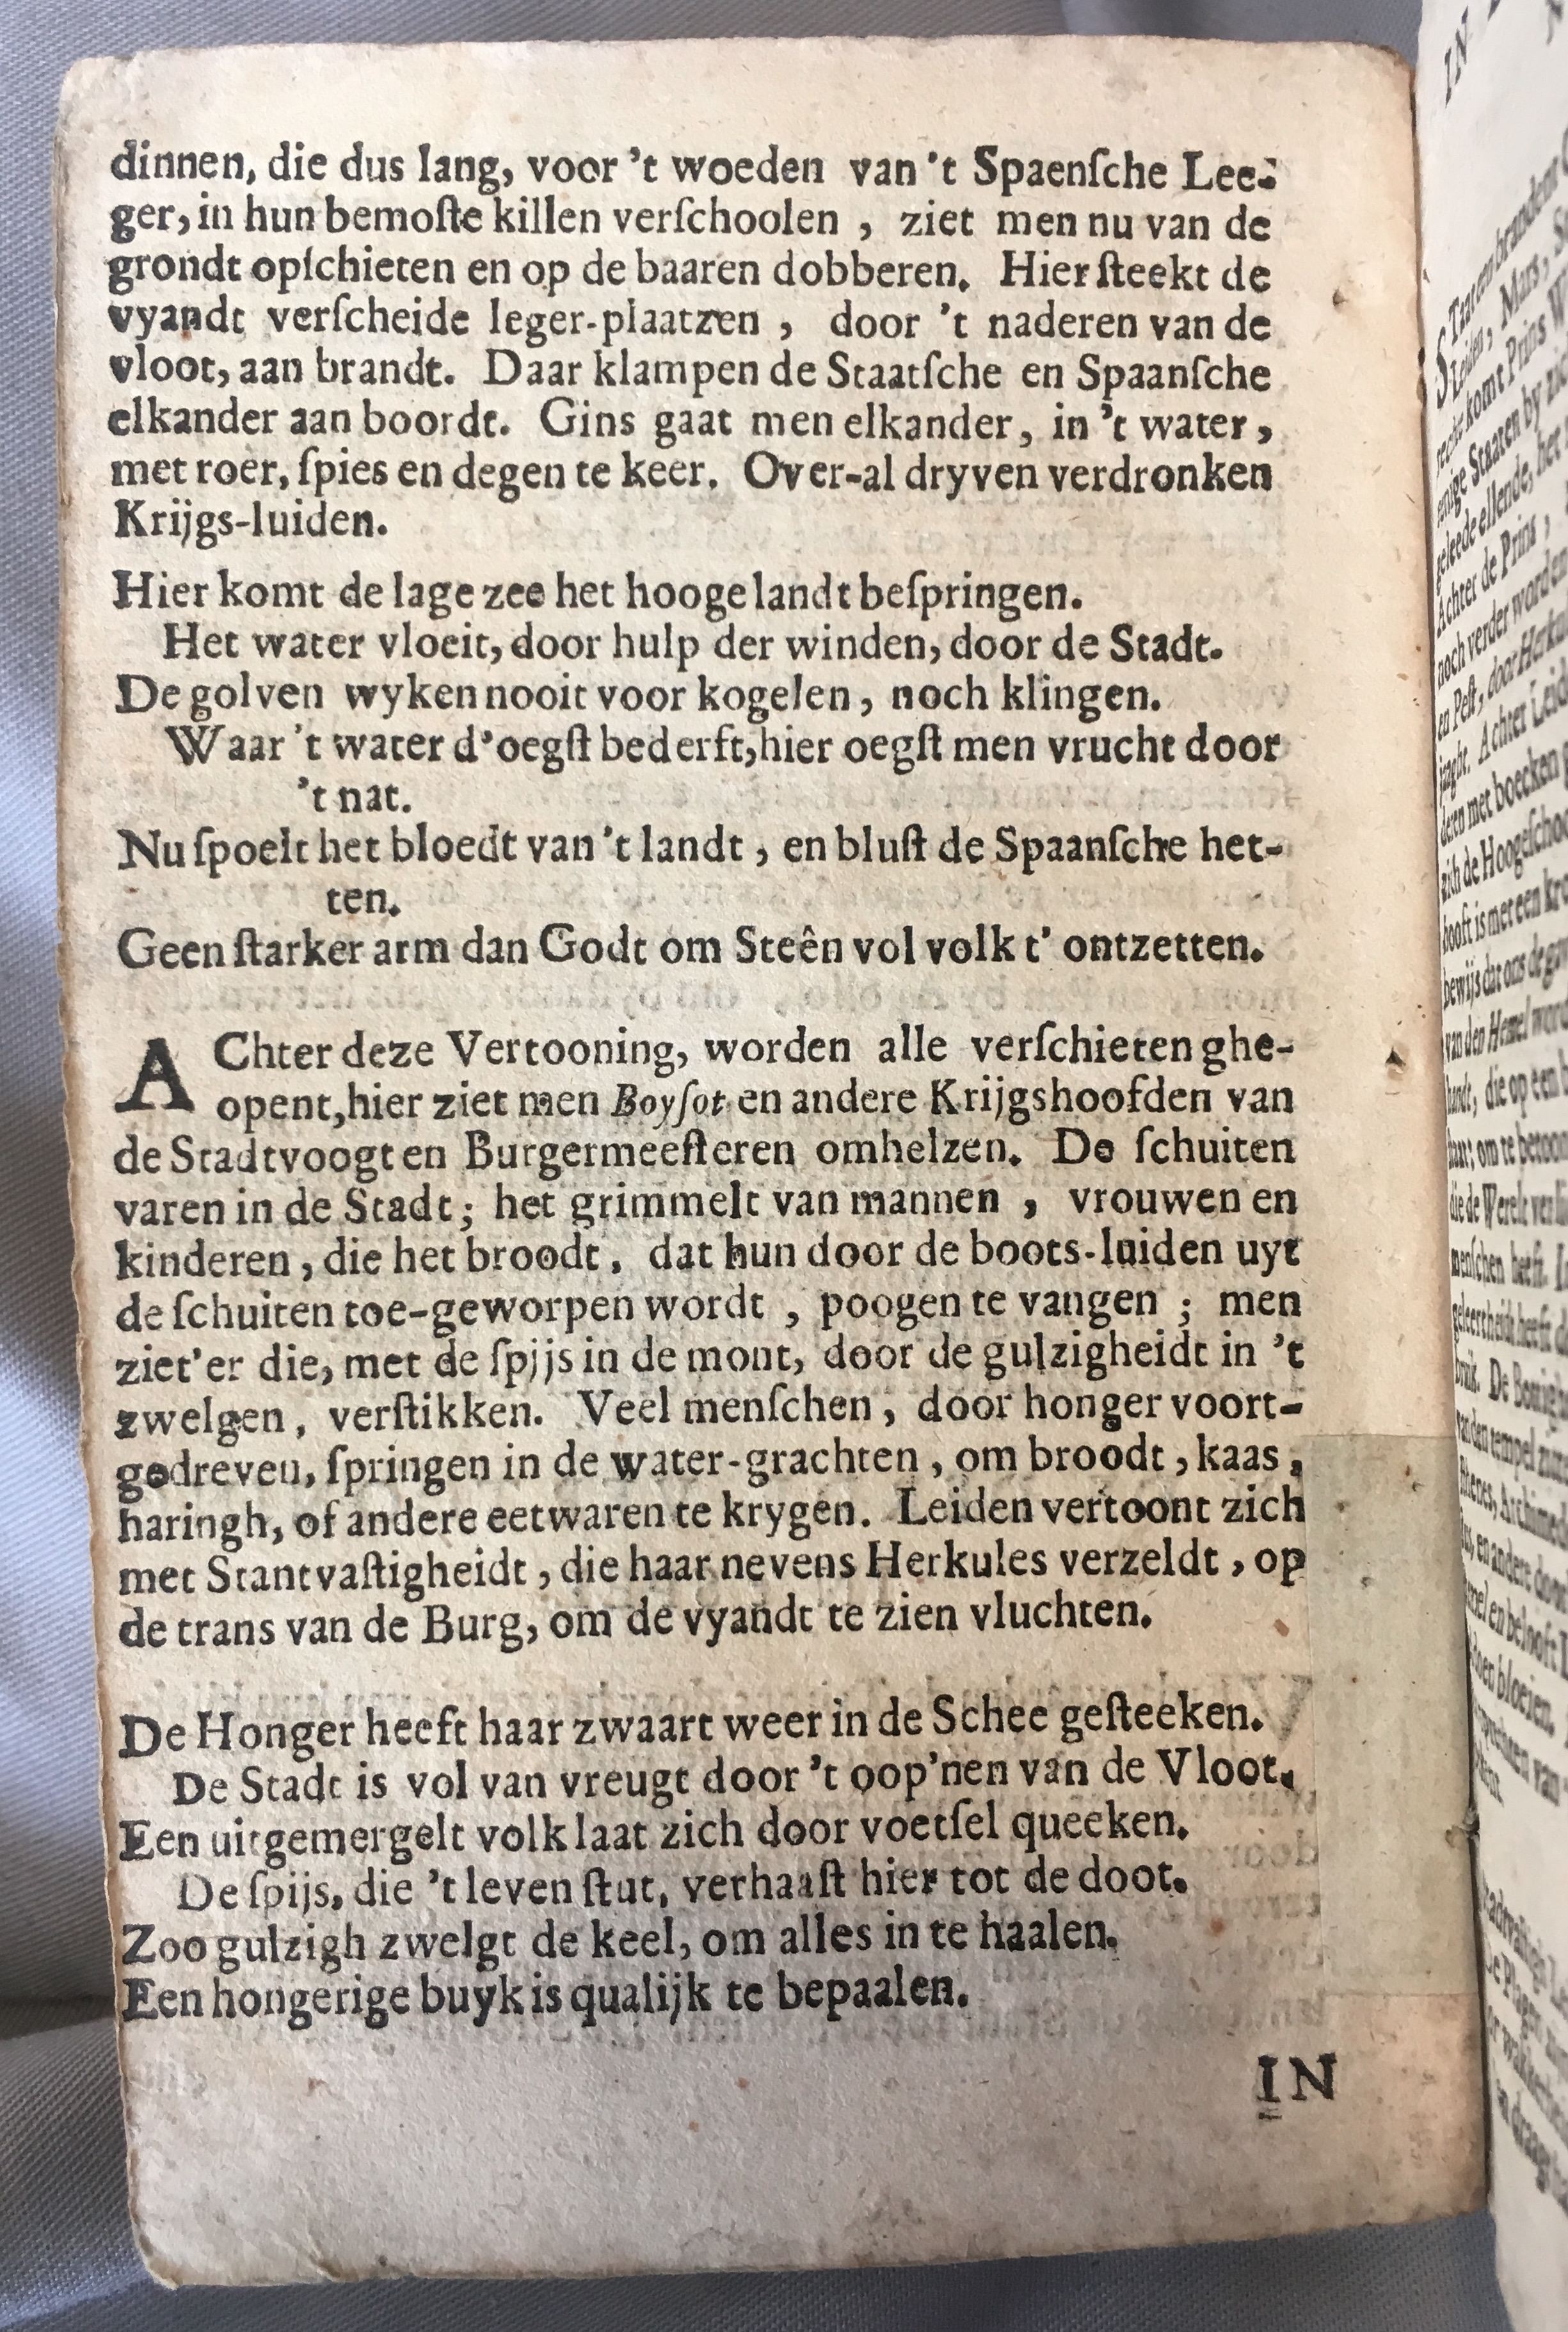 dinnen, die dus lang, voor 't woeden van 't Spaenſche Lee-
ger, in hun bemoſte killen verſchoolen, ziet men nu van de
grondt opſchieten en op de baaren dobberen. Hier ſteekt de
vyandt verſcheide leger-plaatzen, door 't naderen van de
vloot, aan brandt. Daar klampen de Staatſche en Spaanſche
elkander aan boordt. Gins gaat men elkander, in 't water,
met roer, ſpies en degen te keer. Over-al dryven verdronken
Krijgs-luiden.
Hier komt de lage zee het hooge landt beſpringen.
Het water vloeit, door hulp der winden, door de Stadt.
De golven wyken nooit voor kogelen, noch klingen.
Waar 't water d'oegſt bederft, hier oegſt men vrucht door
't nat.
Nu ſpoelt het bloedt van 't landt, en bluſt de Spaanſche het-
ten.
Geen ſtarker arm dan Godt om Steên vol volk t' ontzetten.
AChter deze Vertooning, worden alle verſchieten ghe-
opent, hier ziet men Boyſot en andere Krijgshoofden van
de Stadtvoogt en Burgermeeſteren omhelzen. De ſchuiten
varen in de Stadt; het grimmelt van mannen, vrouwen en
kinderen, die het broodt, dat hun door de boots-luiden uyt
de ſchuiten toe-geworpen wordt, poogen te vangen; men
ziet'er die, met de ſpijs in de mont, door de gulzigheidt in 't
zwelgen, verſtikken. Veel menſchen, door honger voort-
gedreven, ſpringen in de water-grachten, om broodt, kaas,
haringh, of andere eetwaren te krygen. Leiden vertoont zich
met Stantvaſtigheidt, die haar nevens Herkules verzeldt, op
de trans van de Burg, om de vyandt te zien vluchten.
De Honger heeft haar zwaart weer in de Schee geſteeken.
De Stadt is vol van vreugt door 't oop'nen van de Vloot.
Een uitgemergelt volk laat zich door voetſel queeken.
De ſpijs, die 't leven ſtut, verhaaſt hier tot de doot.
Zoo gulzigh zwelgt de keel, om alles in te haalen.
Een hongerige buyk is qualijk te bepaalen.
IN